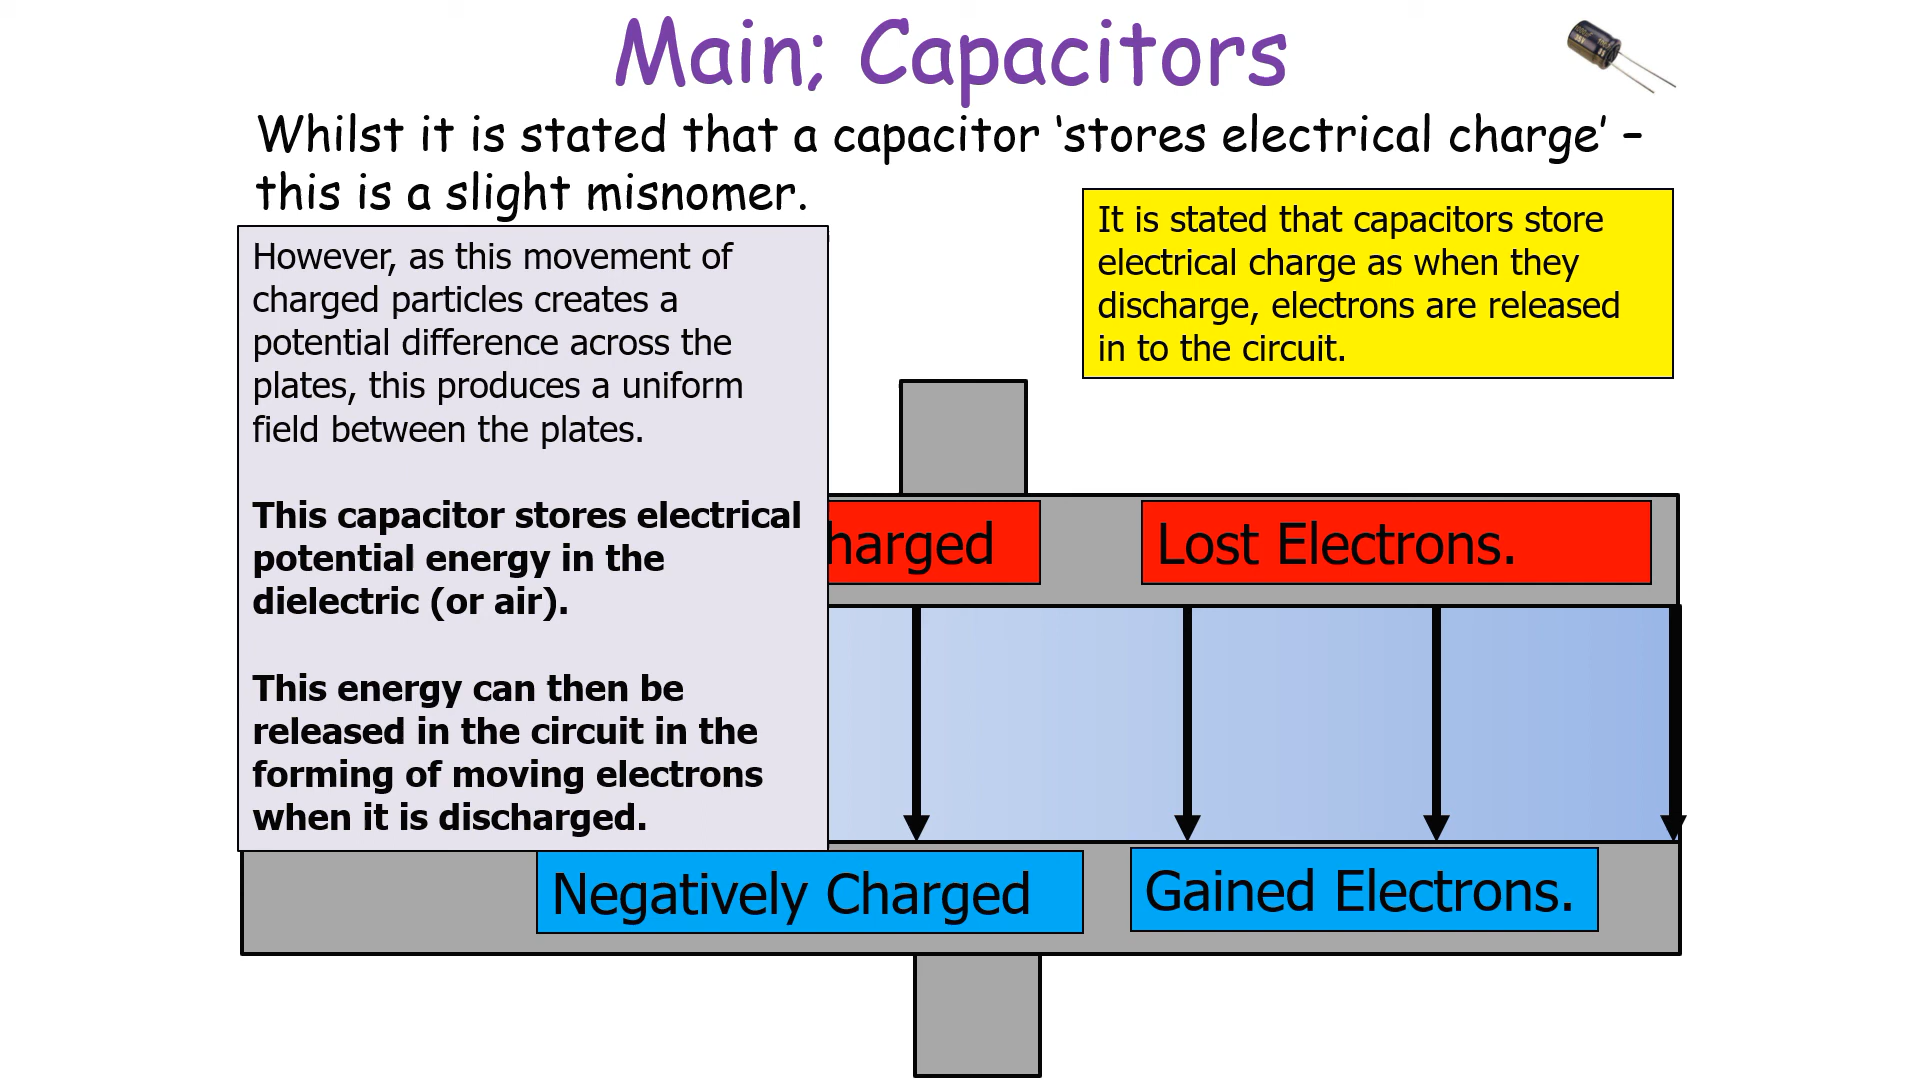 Main; Capacitors
Whilst it is stated that a capacitor ‘stores electrical charge’ –
this is a slight misnomer.
It is stated that capacitors store
electrical charge as when they
discharge, electrons are released
in to the circuit.
However, as this movement of
charged particles creates a
potential difference across the
plates, this produces a uniform
field between the plates.
This capacitor stores electrical
potential energy in the
dielectric (or air).
This energy can then be
released in the circuit in the
forming of moving electrons
when it is discharged.
harged
Lost Electrons.
Negatively Charged
Gained Electrons.